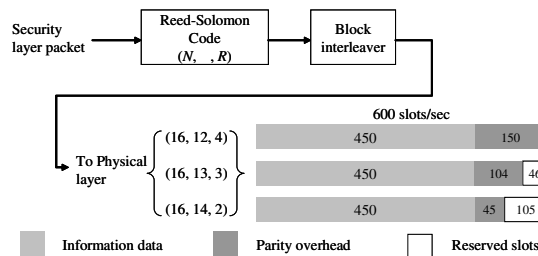 Security
layer packet
Reed-Solomon
Code
(N, , R)
Block
interleaver
600 slots/sec
To Physical
layer
(16, 12, 4)
450
150
(16, 13, 3)
450
104
46
(16, 14, 2)
450
45
105
Information data
Parity overhead
Reserved slots